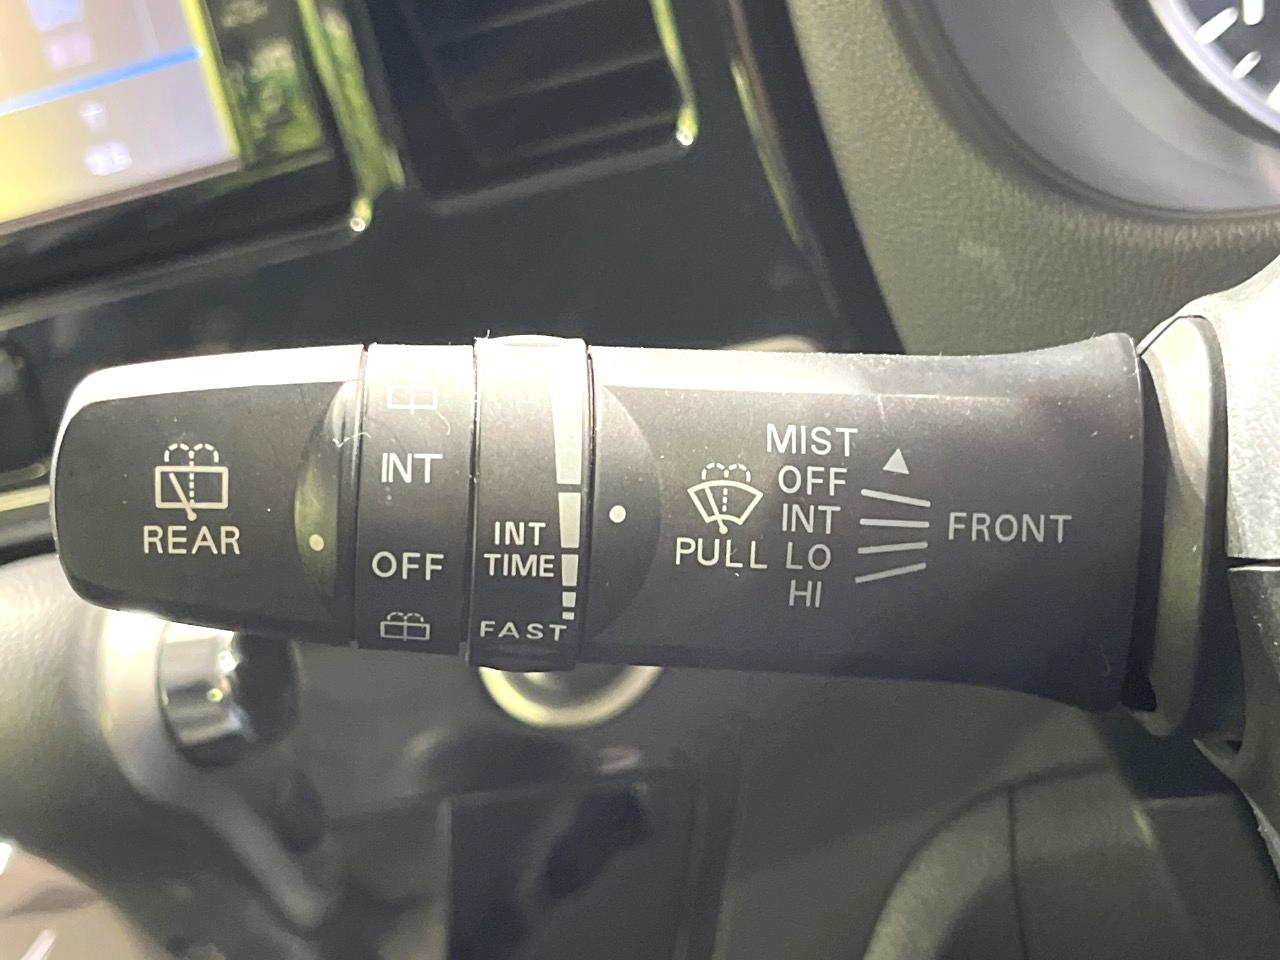 REAR
INT
OFF
INT
TIME
FAST
PULL
MIST
OFF
INT
LO
HI
FRONT